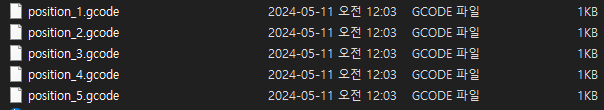 position_1.gcode 2024-05-11 오전 12:03 GCODE 파일 1KB
position_2.gcode 2024-05-11 오전 12:03 GCODE 파일 1KB
position_3.gcode 2024-05-11 오전 12:03 GCODE 파일 1KB
position_4.gcode 2024-05-11 오전 12:03 GCODE 파일 1KB
position_5.gcode 2024-05-11 오전 12:03 GCODE 파일 1KB